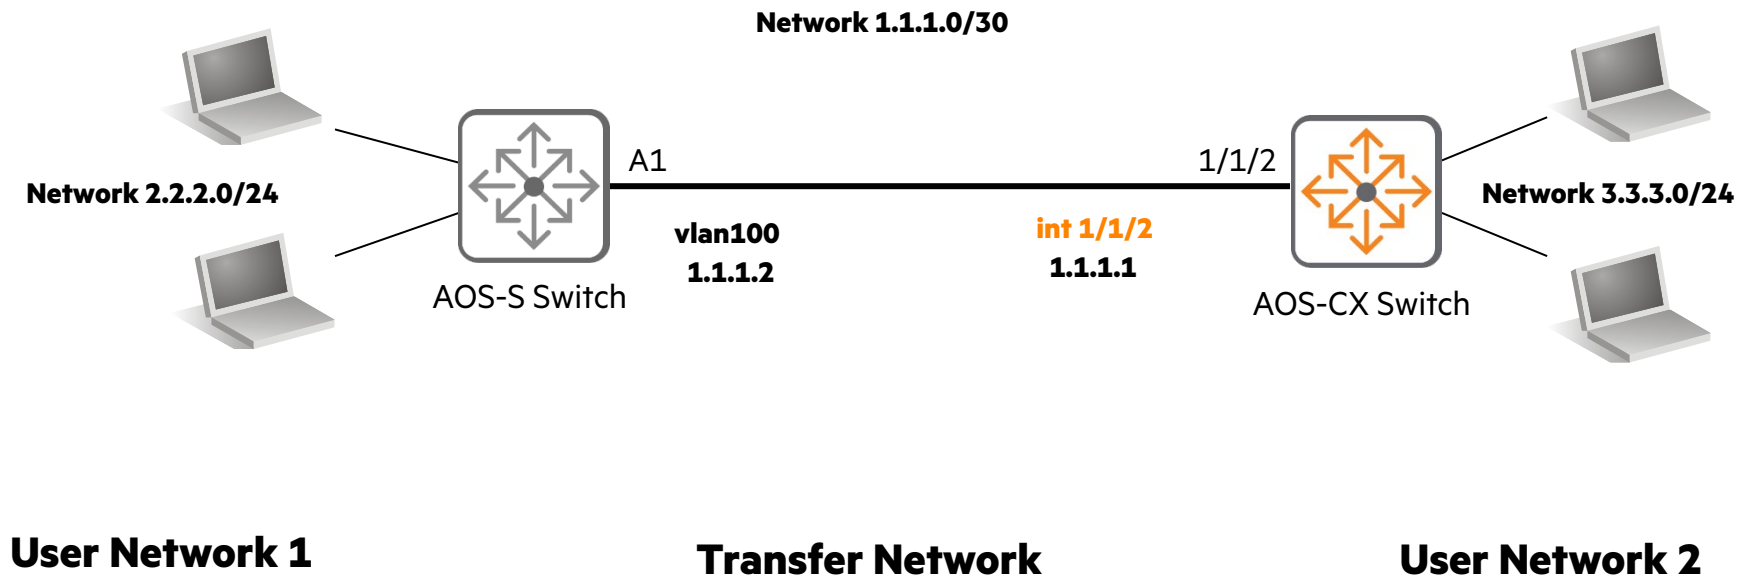 Network 1.1.1.0/30
A1
1/1/2
Network 2.2.2.0/24
Network 3.3.3.0/24
vlan100
1.1.1.2
int 1/1/2
1.1.1.1
AOS-S Switch
AOS-CX Switch
User Network 1
Transfer Network
User Network 2